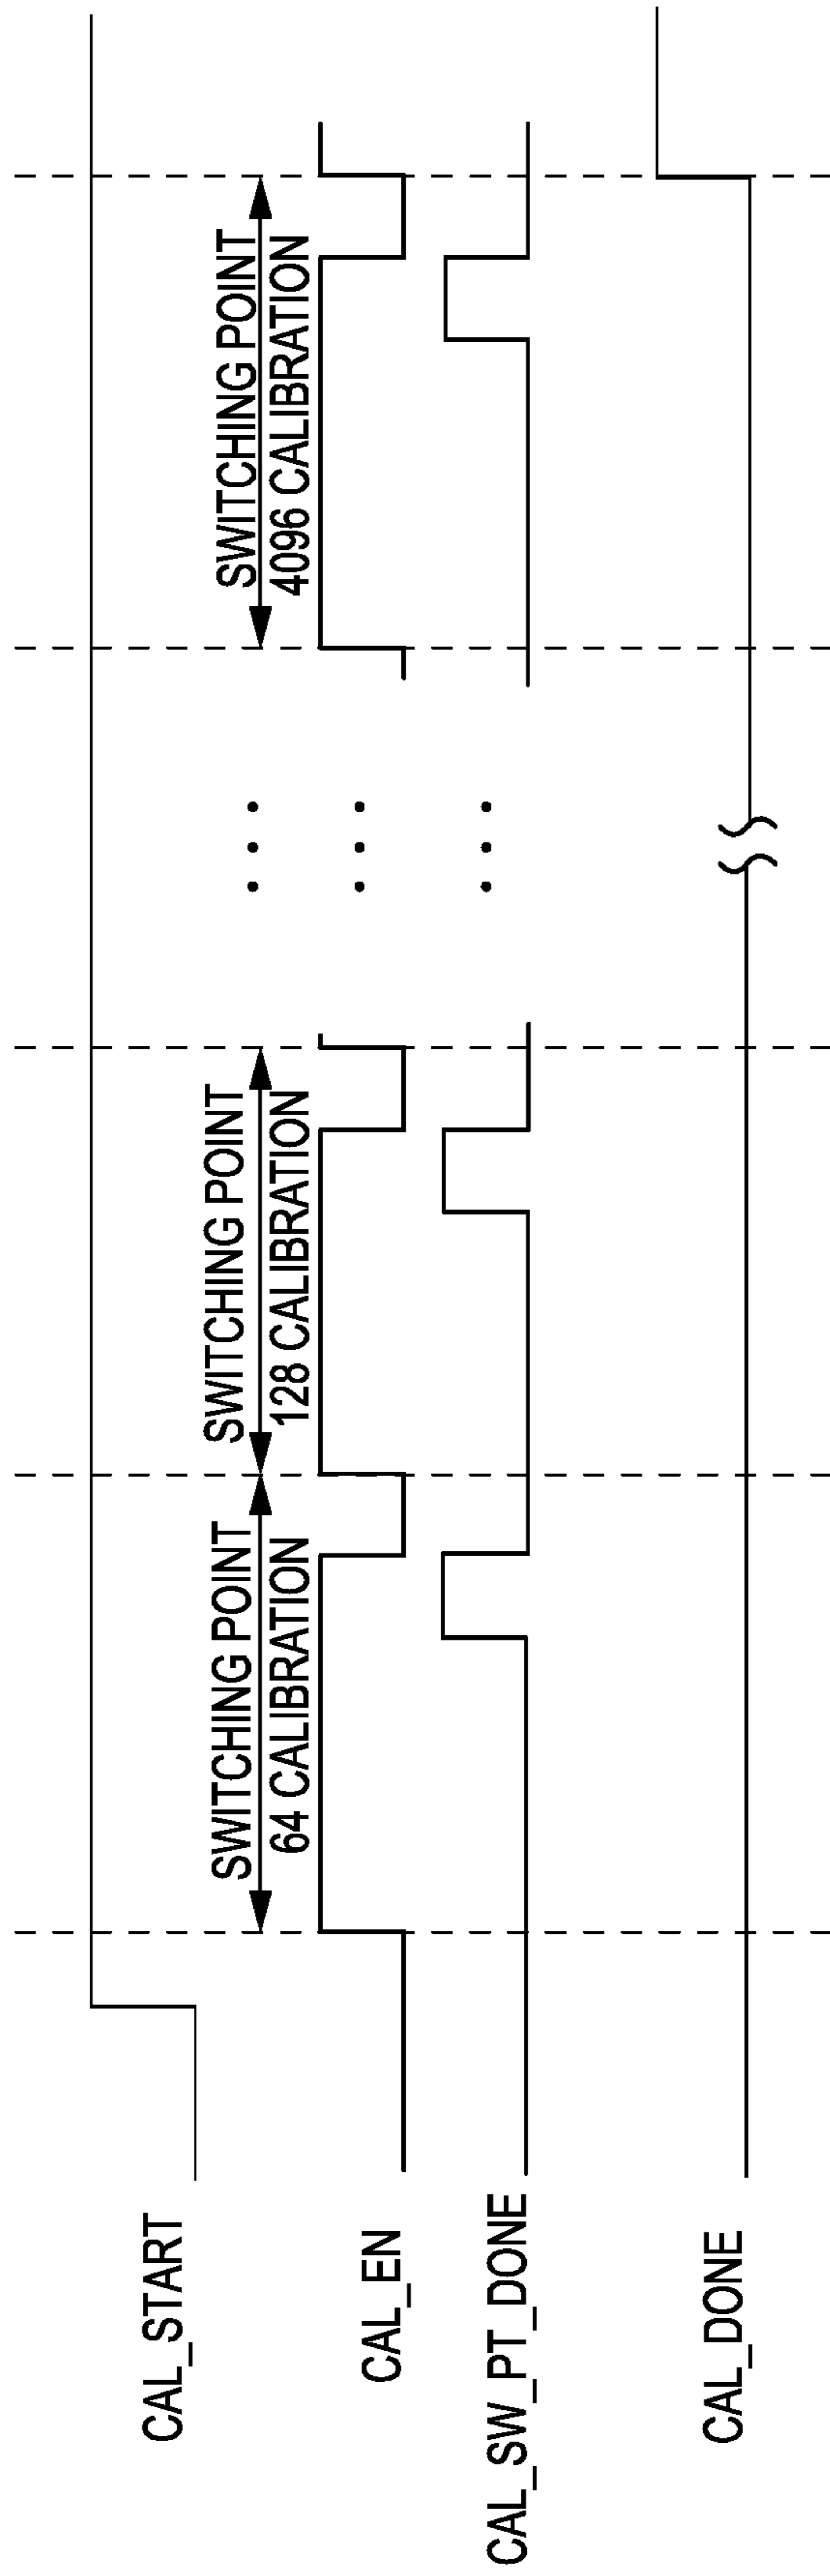 CAL_START
SWITCHING POINT
64 CALIBRATION
SWITCHING POINT
128 CALIBRATION
SWITCHING POINT
4096 CALIBRATION
CAL_EN
CAL_SW_PT_DONE
CAL_DONE